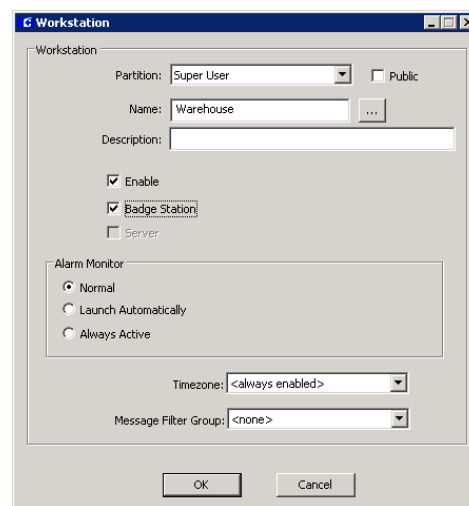 Workstation
Workstation
Partition: Super User Public
Name: Warehouse ...
Description:
Enable
Badge Station
Server
Alarm Monitor
Normal
Launch Automatically
Always Active
Timezone: <always enabled>
Message Filter Group: <none>
OK Cancel